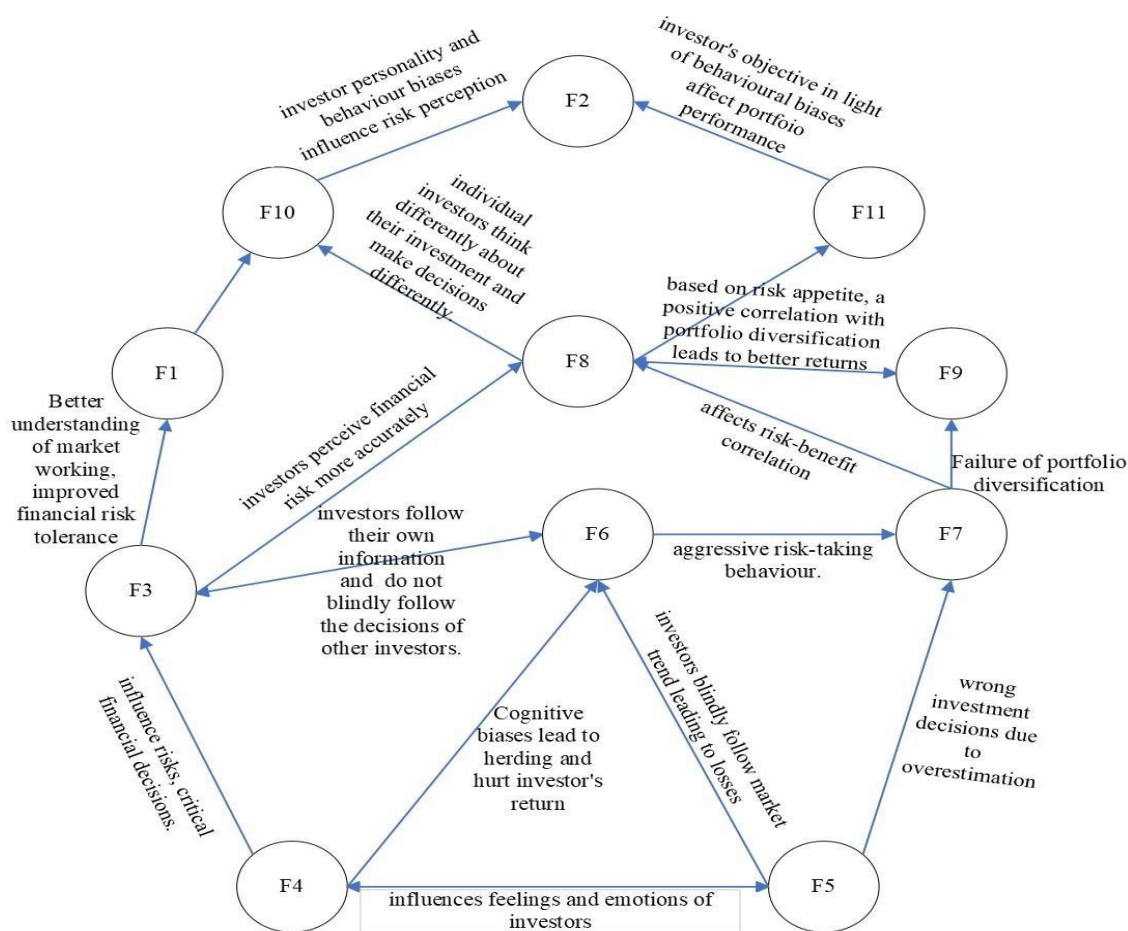 investor personality and
behaviour biases
influence risk perception
F2
investor's objective in light
of behavioural biases
affect portfoio
performance
F10
individual
investors think
differently about
their investment and
make decisions
differently.
F11
based on risk appetite, a
positive correlation with
portfolio diversification
leads to better returns
F1
F8
F9
Better
understanding
of market
working,
improved
financial risk
tolerance
investors perceive financial
risk more accurately
affects risk-benefit
correlation
Failure of portfolio
diversification
F3
investors follow
their own
information
and do not
blindly follow
the decisions of
other investors.
F6
aggressive risk-taking
behaviour.
F7
influence risks, critical
financial decisions.
Cognitive
biases lead to
herding and
hurt investor's
return
investors blindly follow market
trend leading to losses
wrong
investment
decisions due
to
overestimation
F4
influences feelings and emotions of
investors
F5